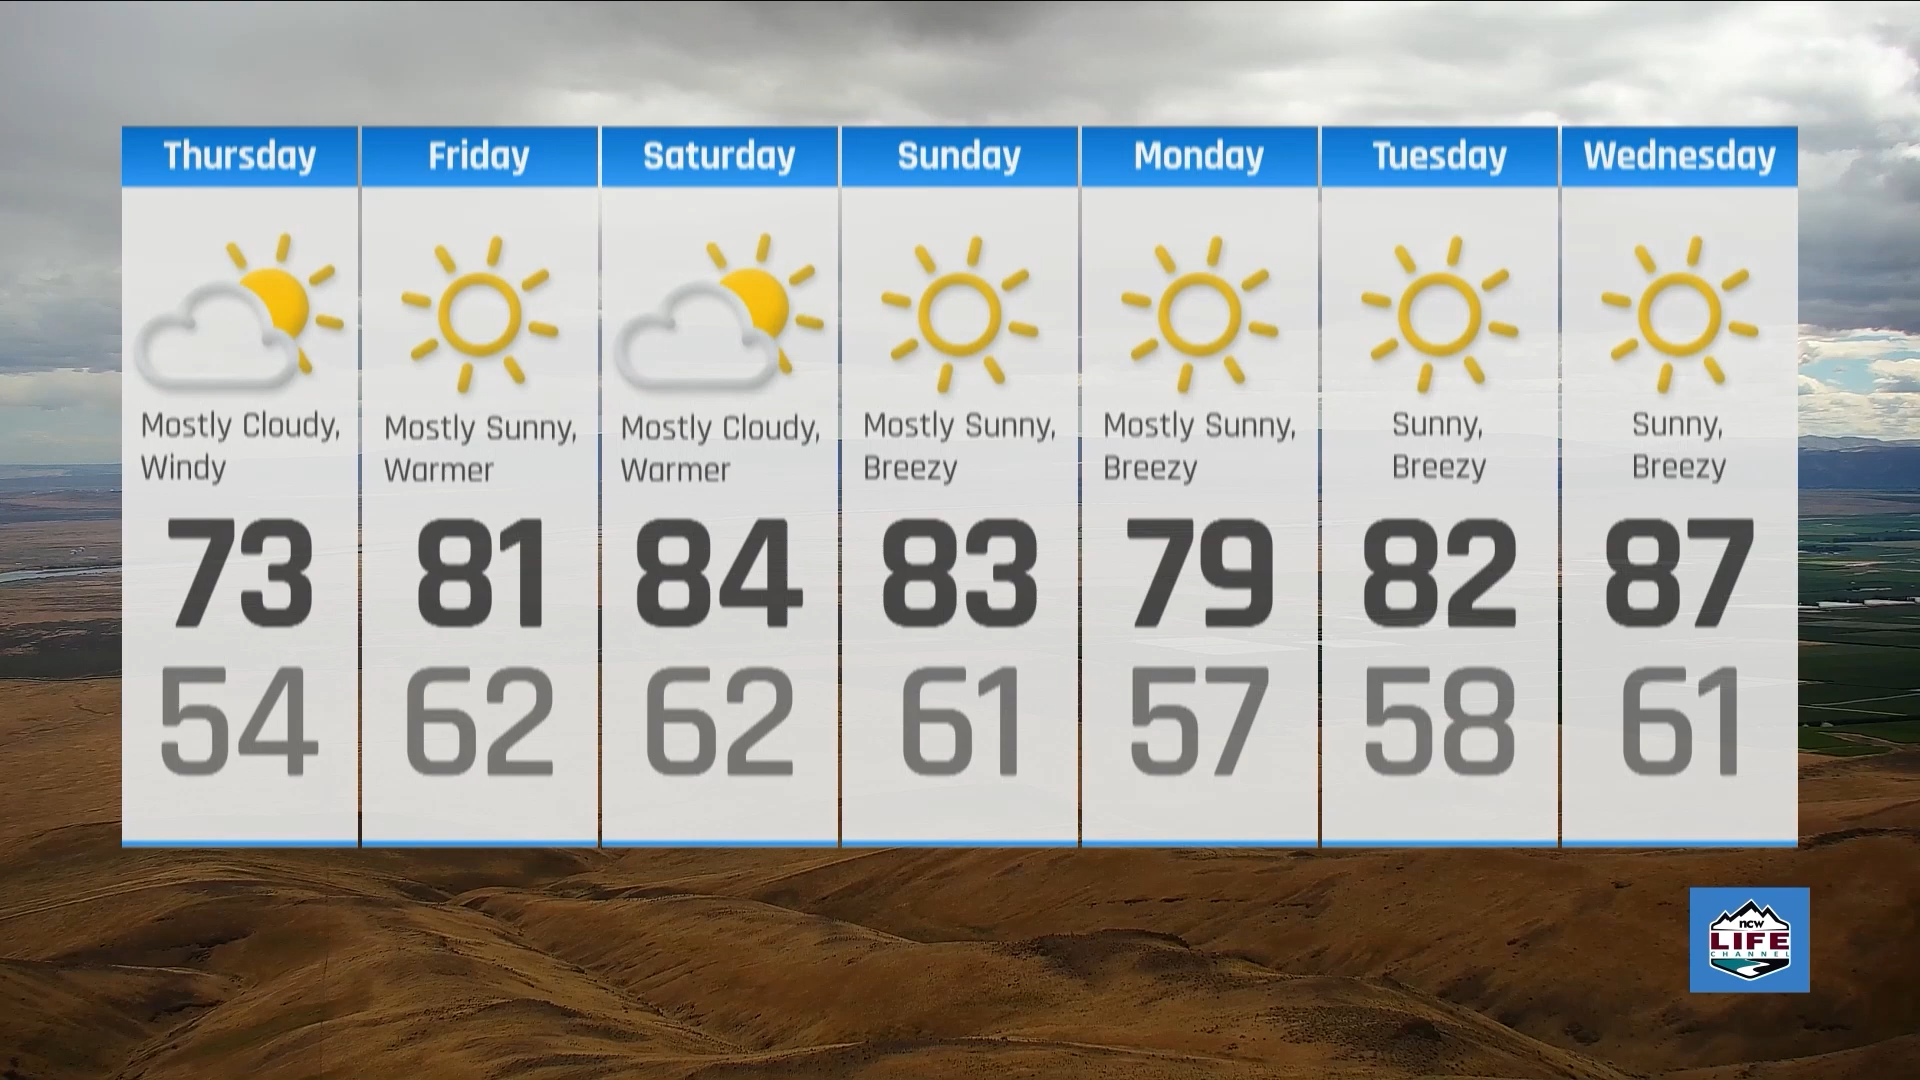 Thursday
Mostly Cloudy,
Windy
73
54
Friday
Mostly Sunny,
Warmer
81
62
Saturday
Mostly Cloudy,
Warmer
84
62
Sunday
Mostly Sunny,
Breezy
83
61
Monday
Mostly Sunny,
Breezy
79
57
Tuesday
Sunny,
Breezy
82
58
Wednesday
Sunny,
Breezy
87
61
ncw
LIFE
CHANNEL